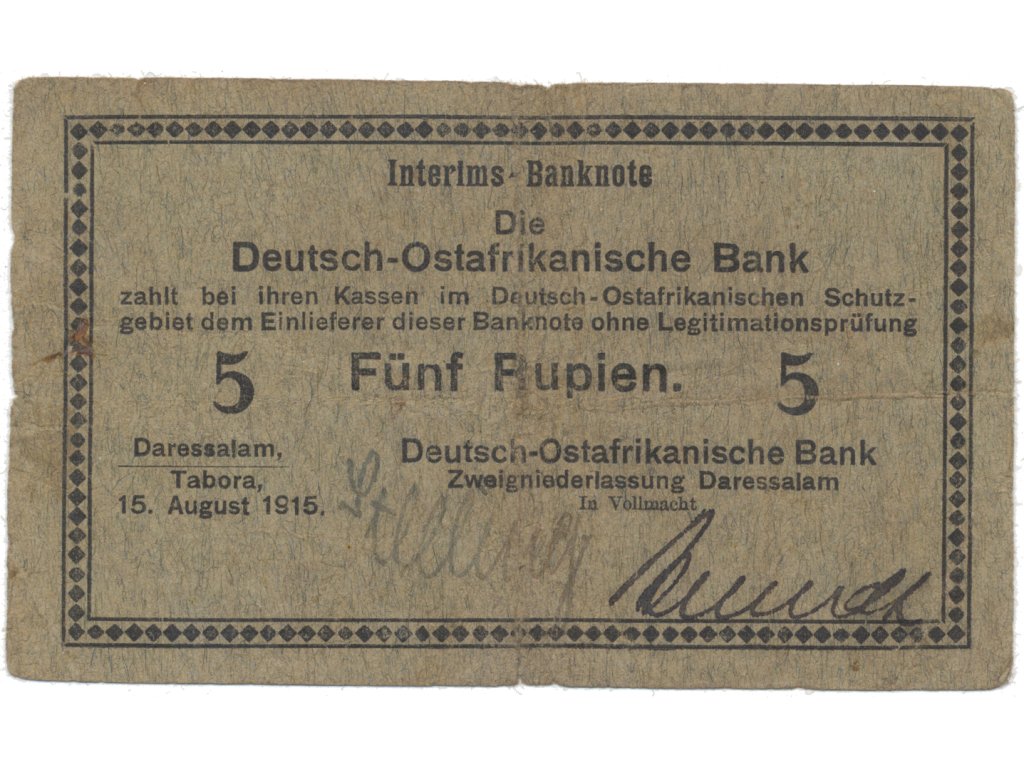 Interims-Banknote
Die
Deutsch-Ostafrikanische Bank
zahlt bei ihren Kassen im Deutsch-Ostafrikanischen Schutz-
gebiet dem Einlieferer dieser Banknote ohne Legitimationsprüfung
5 Fünf Rupien. 5
Daressalam,
Tabora,
15. August 1915.
Deutsch-Ostafrikanische Bank
Zweigniederlassung Daressalam
In Vollmacht